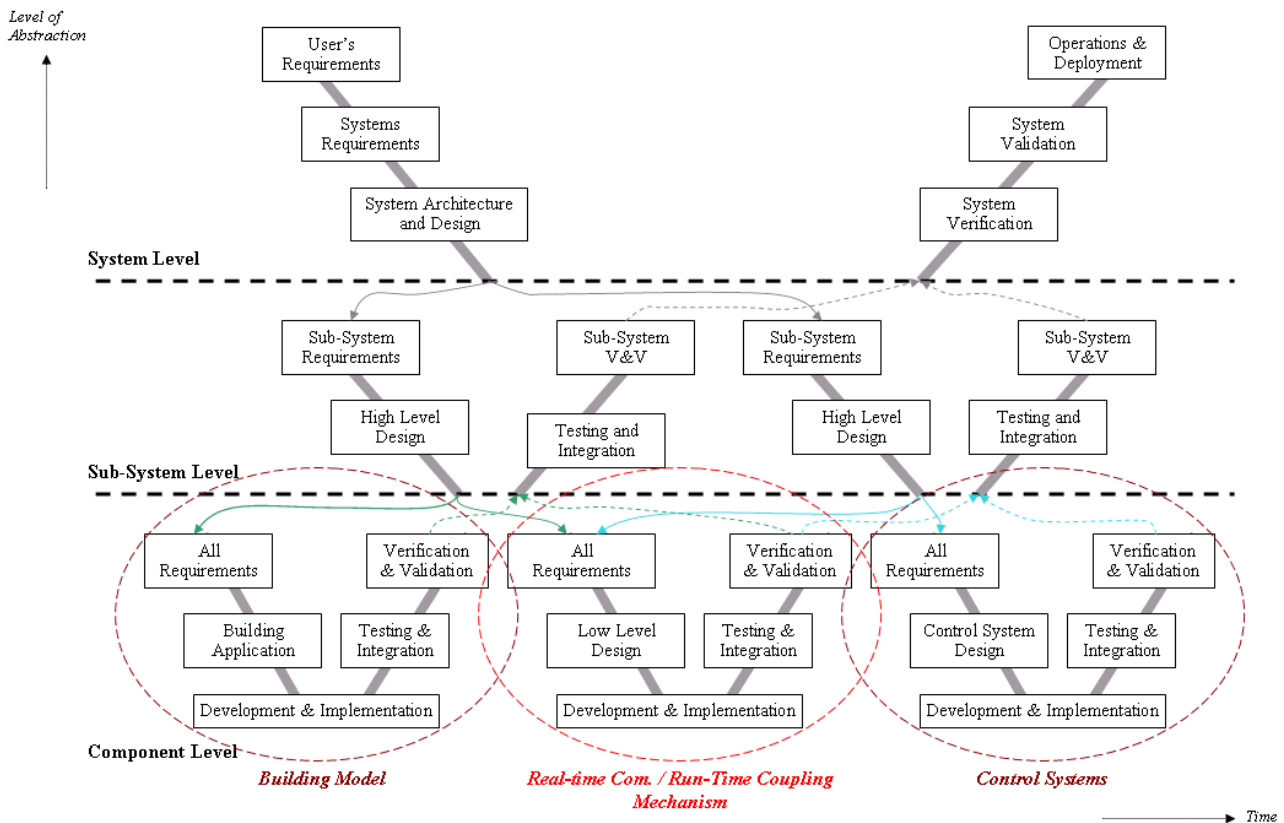 Level of
Abstraction
User's
Requirements
Operations &
Deployment
Systems
Requirements
System
Validation
System Architecture
and Design
System
Verification
System Level
Sub-System
Requirements
Sub-System
V&V
Sub-System
Requirements
Sub-System
V&V
High Level
Design
Testing and
Integration
High Level
Design
Testing and
Integration
Sub-System Level
All
Requirements
Verification
& Validation
All
Requirements
Verification
& Validation
All
Requirements
Verification
& Validation
Building
Application
Testing &
Integration
Low Level
Design
Testing &
Integration
Control System
Design
Testing &
Integration
Development & Implementation
Development & Implementation
Development & Implementation
Component Level
Building Model
Real-time Com. / Run-Time Coupling
Mechanism
Control Systems
Time